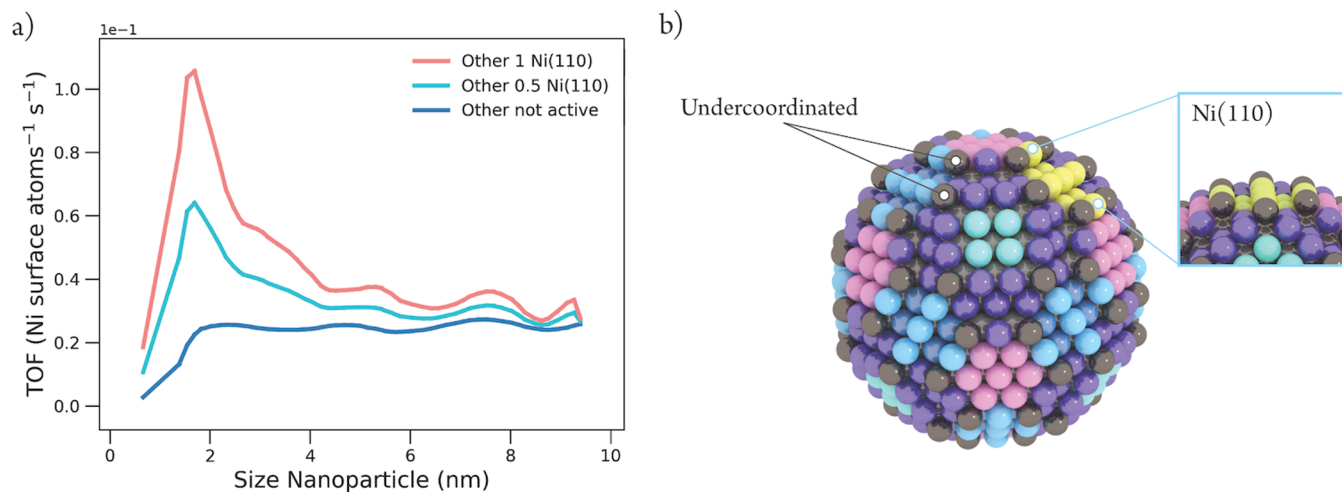 a)
1e−1
Other 1 Ni(110)
Other 0.5 Ni(110)
Other not active
1.0
0.8
0.6
0.4
0.2
0.0
TOF (Ni surface atoms⁻¹ s⁻¹)
0 2 4 6 8 10
Size Nanoparticle (nm)
b)
Undercoordinated
Ni(110)